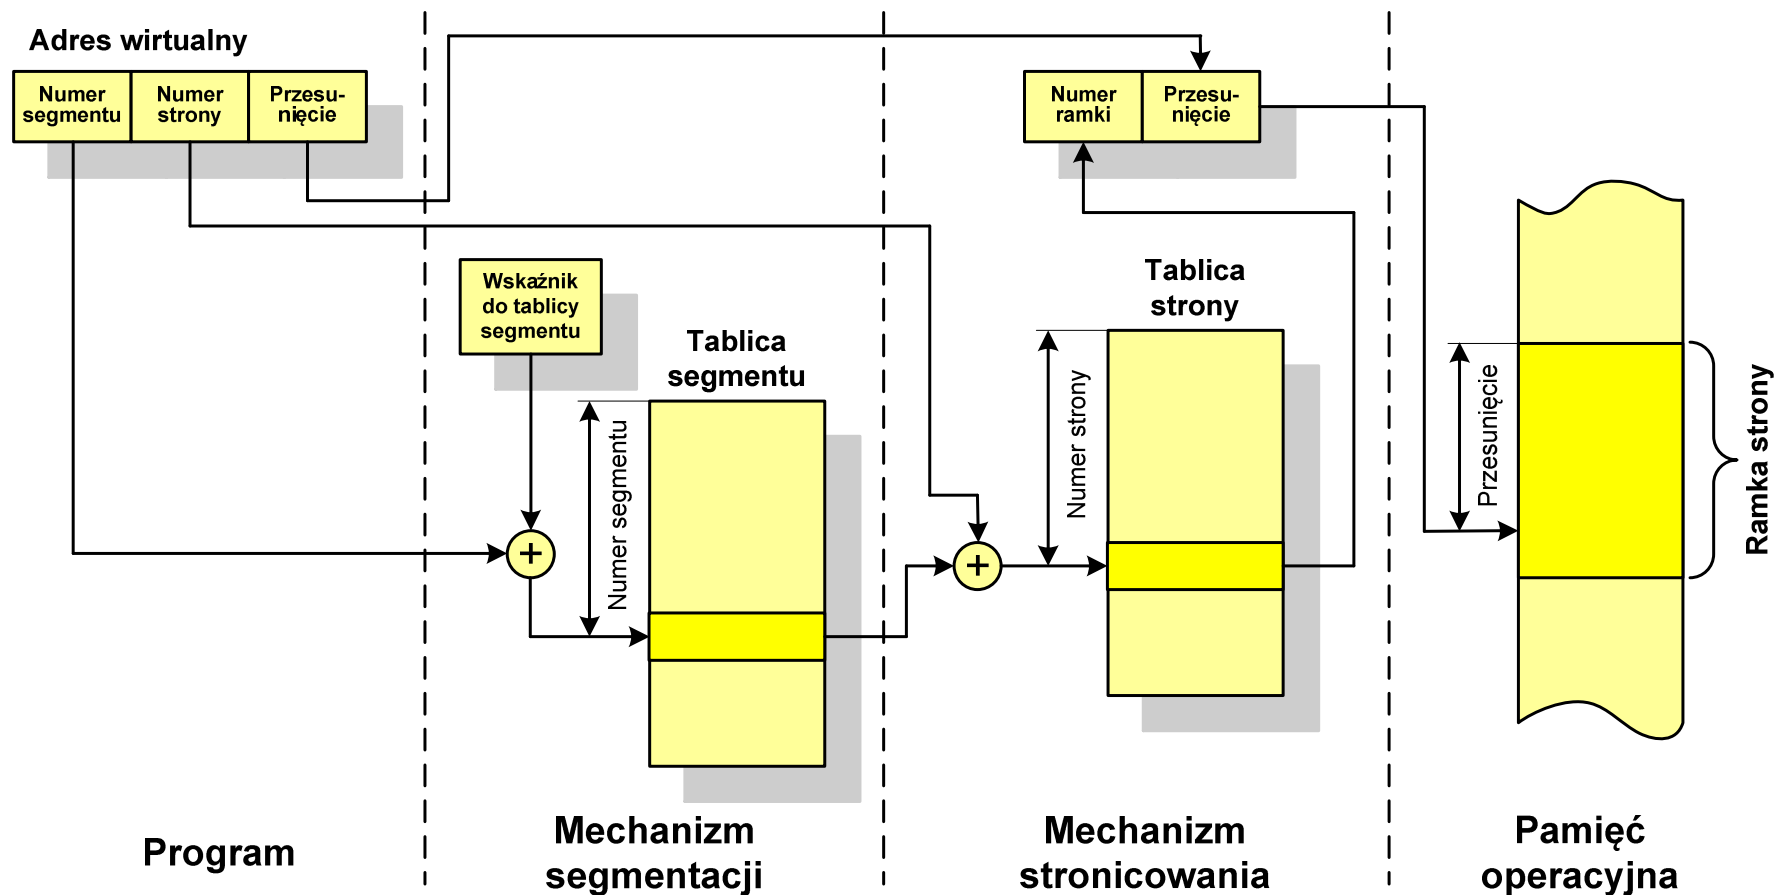 Adres wirtualny
Numer
segmentu
Numer
strony
Przesu-
nięcie
Numer
ramki
Przesu-
nięcie
Wskaźnik
do tablicy
segmentu
Tablica
segmentu
Numer segmentu
+
Tablica
strony
Numer strony
+
Przesunięcie
Ramka strony
Program
Mechanizm
segmentacji
Mechanizm
stronicowania
Pamięć
operacyjna